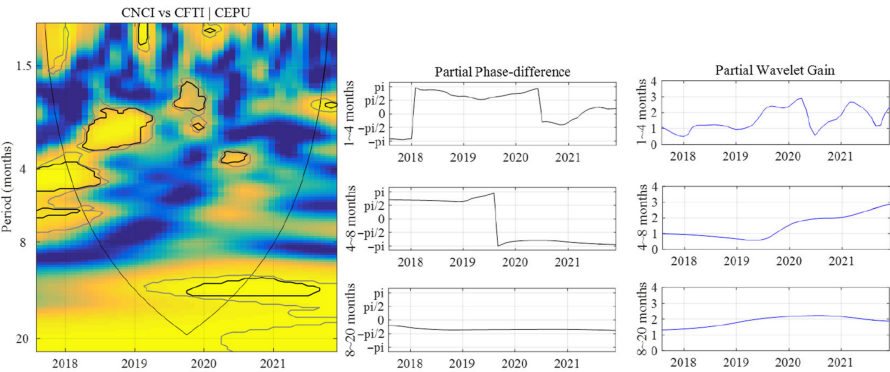 CNCI vs CFTI | CEPU
Period (months)
1.5
4
8
20
2018
2019
2020
2021
Partial Phase-difference
1~4 months
pi
pi/2
0
−pi/2
−pi
2018
2019
2020
2021
4~8 months
pi
pi/2
0
−pi/2
−pi
2018
2019
2020
2021
8~20 months
pi
pi/2
0
−pi/2
−pi
2018
2019
2020
2021
Partial Wavelet Gain
1~4 months
4
3
2
1
0
2018
2019
2020
2021
4~8 months
4
3
2
1
0
2018
2019
2020
2021
8~20 months
4
3
2
1
0
2018
2019
2020
2021